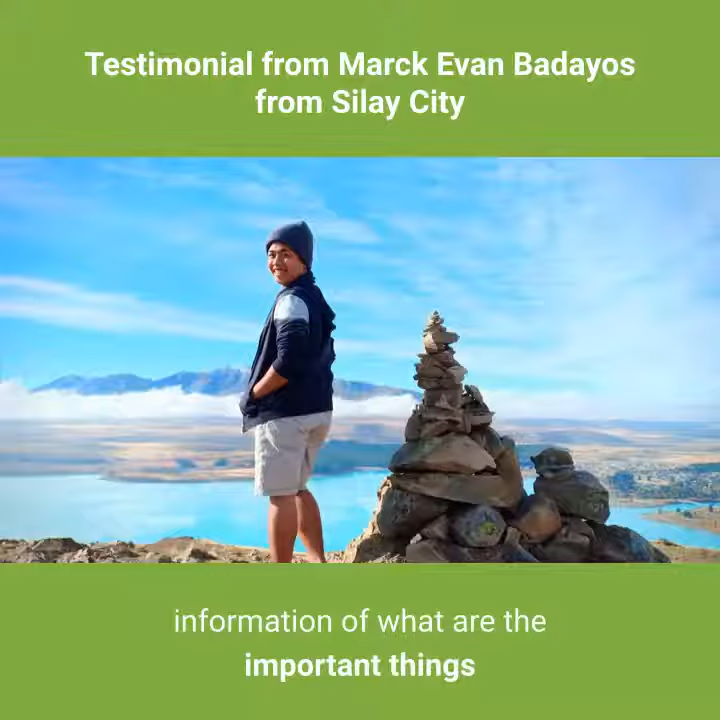 Testimonial from Marck Evan Badayos
from Silay City
information of what are the
important things